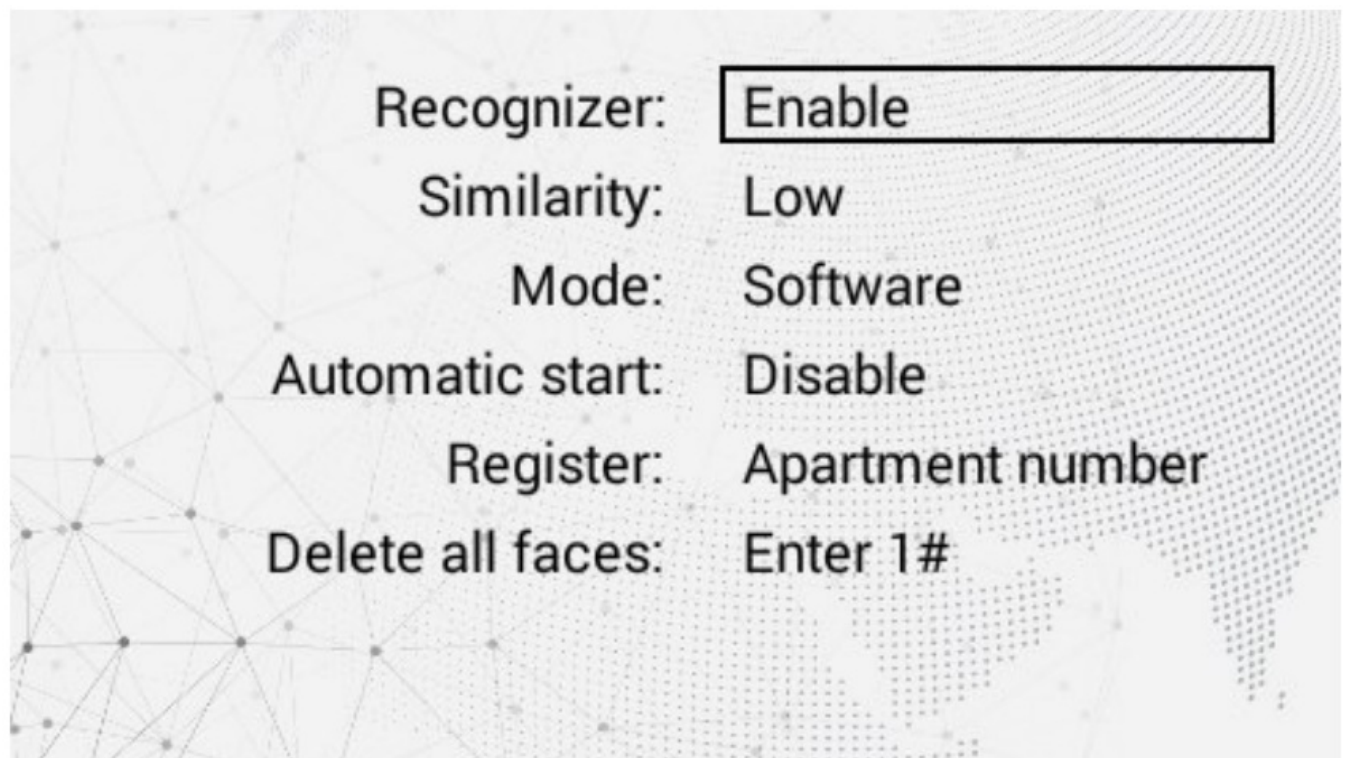 Recognizer: Enable
Similarity: Low
Mode: Software
Automatic start: Disable
Register: Apartment number
Delete all faces: Enter 1#